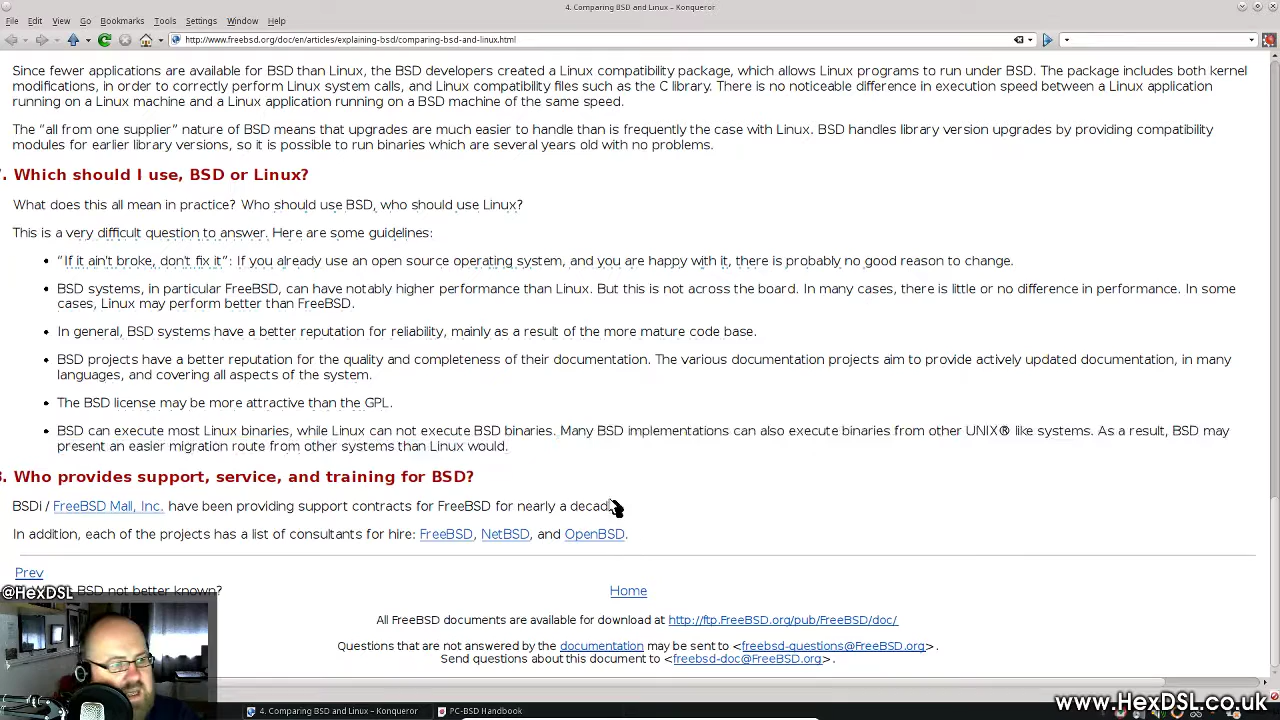 4. Comparing BSD and Linux – Konqueror
File Edit View Go Bookmarks Tools Settings Window Help
http://www.freebsd.org/doc/en/articles/explaining-bsd/comparing-bsd-and-linux.html
Since fewer applications are available for BSD than Linux, the BSD developers created a Linux compatibility package, which allows Linux programs to run under BSD. The package includes both kernel
modifications, in order to correctly perform Linux system calls, and Linux compatibility files such as the C library. There is no noticeable difference in execution speed between a Linux application
running on a Linux machine and a Linux application running on a BSD machine of the same speed.
The “all from one supplier” nature of BSD means that upgrades are much easier to handle than is frequently the case with Linux. BSD handles library version upgrades by providing compatibility
modules for earlier library versions, so it is possible to run binaries which are several years old with no problems.
. Which should I use, BSD or Linux?
What does this all mean in practice? Who should use BSD, who should use Linux?
This is a very difficult question to answer. Here are some guidelines:
• “If it ain't broke, don't fix it”: If you already use an open source operating system, and you are happy with it, there is probably no good reason to change.
• BSD systems, in particular FreeBSD, can have notably higher performance than Linux. But this is not across the board. In many cases, there is little or no difference in performance. In some
cases, Linux may perform better than FreeBSD.
• In general, BSD systems have a better reputation for reliability, mainly as a result of the more mature code base.
• BSD projects have a better reputation for the quality and completeness of their documentation. The various documentation projects aim to provide actively updated documentation, in many
languages, and covering all aspects of the system.
• The BSD license may be more attractive than the GPL.
• BSD can execute most Linux binaries, while Linux can not execute BSD binaries. Many BSD implementations can also execute binaries from other UNIX® like systems. As a result, BSD may
present an easier migration route from other systems than Linux would.
. Who provides support, service, and training for BSD?
BSDi / FreeBSD Mall, Inc. have been providing support contracts for FreeBSD for nearly a decad
In addition, each of the projects has a list of consultants for hire: FreeBSD, NetBSD, and OpenBSD.
Prev
BSD not better known?
Home
@HexDSL
All FreeBSD documents are available for download at http://ftp.FreeBSD.org/pub/FreeBSD/doc/
Questions that are not answered by the documentation may be sent to <freebsd-questions@FreeBSD.org>.
Send questions about this document to <freebsd-doc@FreeBSD.org>.
www.HexDSL.co.uk
4. Comparing BSD and Linux – Konqueror
PC-BSD Handbook